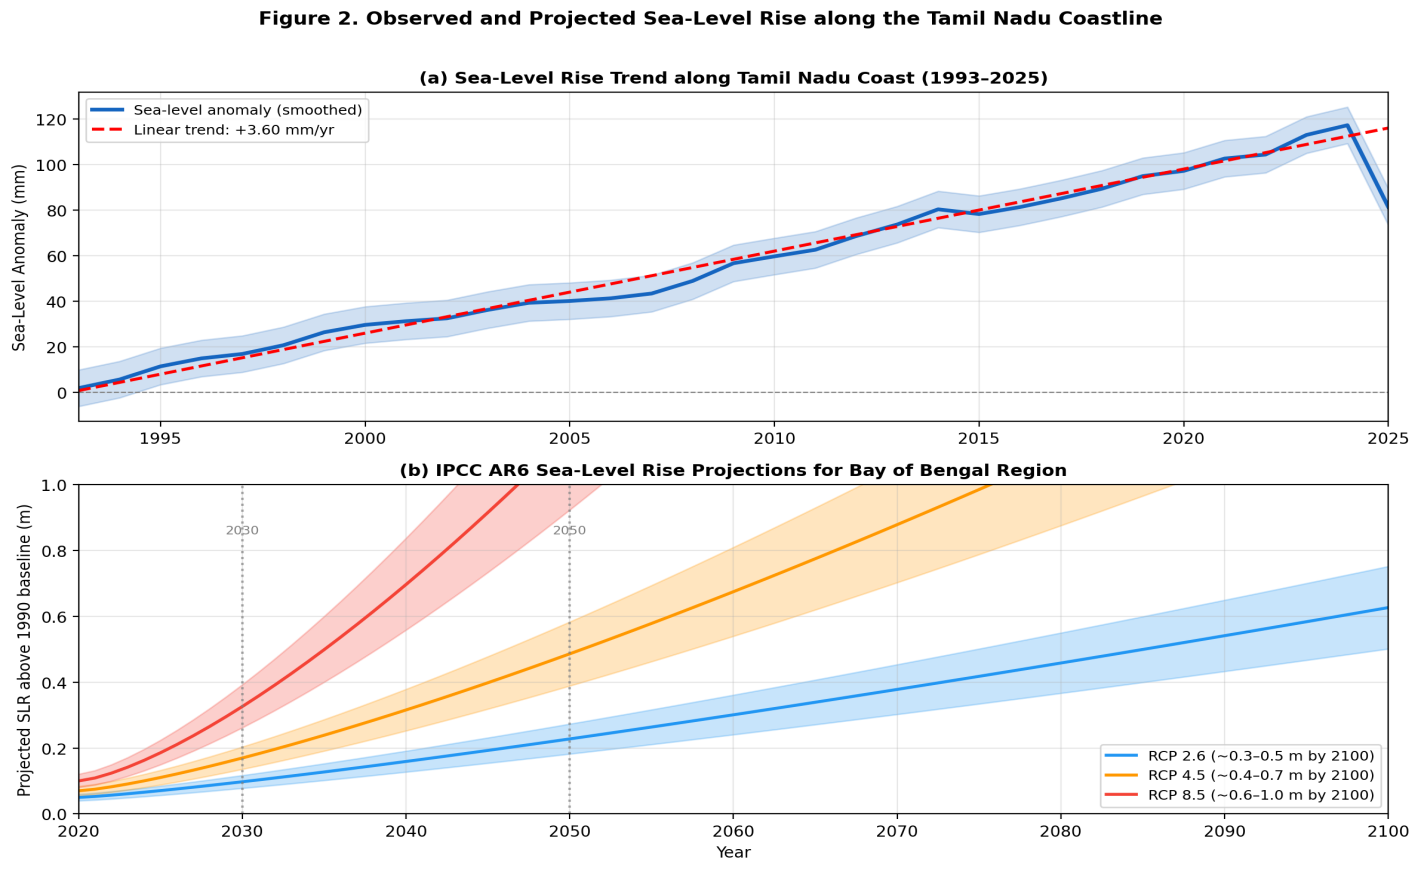 Figure 2. Observed and Projected Sea-Level Rise along the Tamil Nadu Coastline
(a) Sea-Level Rise Trend along Tamil Nadu Coast (1993–2025)
Sea-level anomaly (smoothed)
Linear trend: +3.60 mm/yr
Sea-Level Anomaly (mm)
120
100
80
60
40
20
0
1995 2000 2005 2010 2015 2020 2025
(b) IPCC AR6 Sea-Level Rise Projections for Bay of Bengal Region
Projected SLR above 1990 baseline (m)
1.0
0.8
0.6
0.4
0.2
0.0
2030 2050
RCP 2.6 (~0.3–0.5 m by 2100)
RCP 4.5 (~0.4–0.7 m by 2100)
RCP 8.5 (~0.6–1.0 m by 2100)
2020 2030 2040 2050 2060 2070 2080 2090 2100
Year